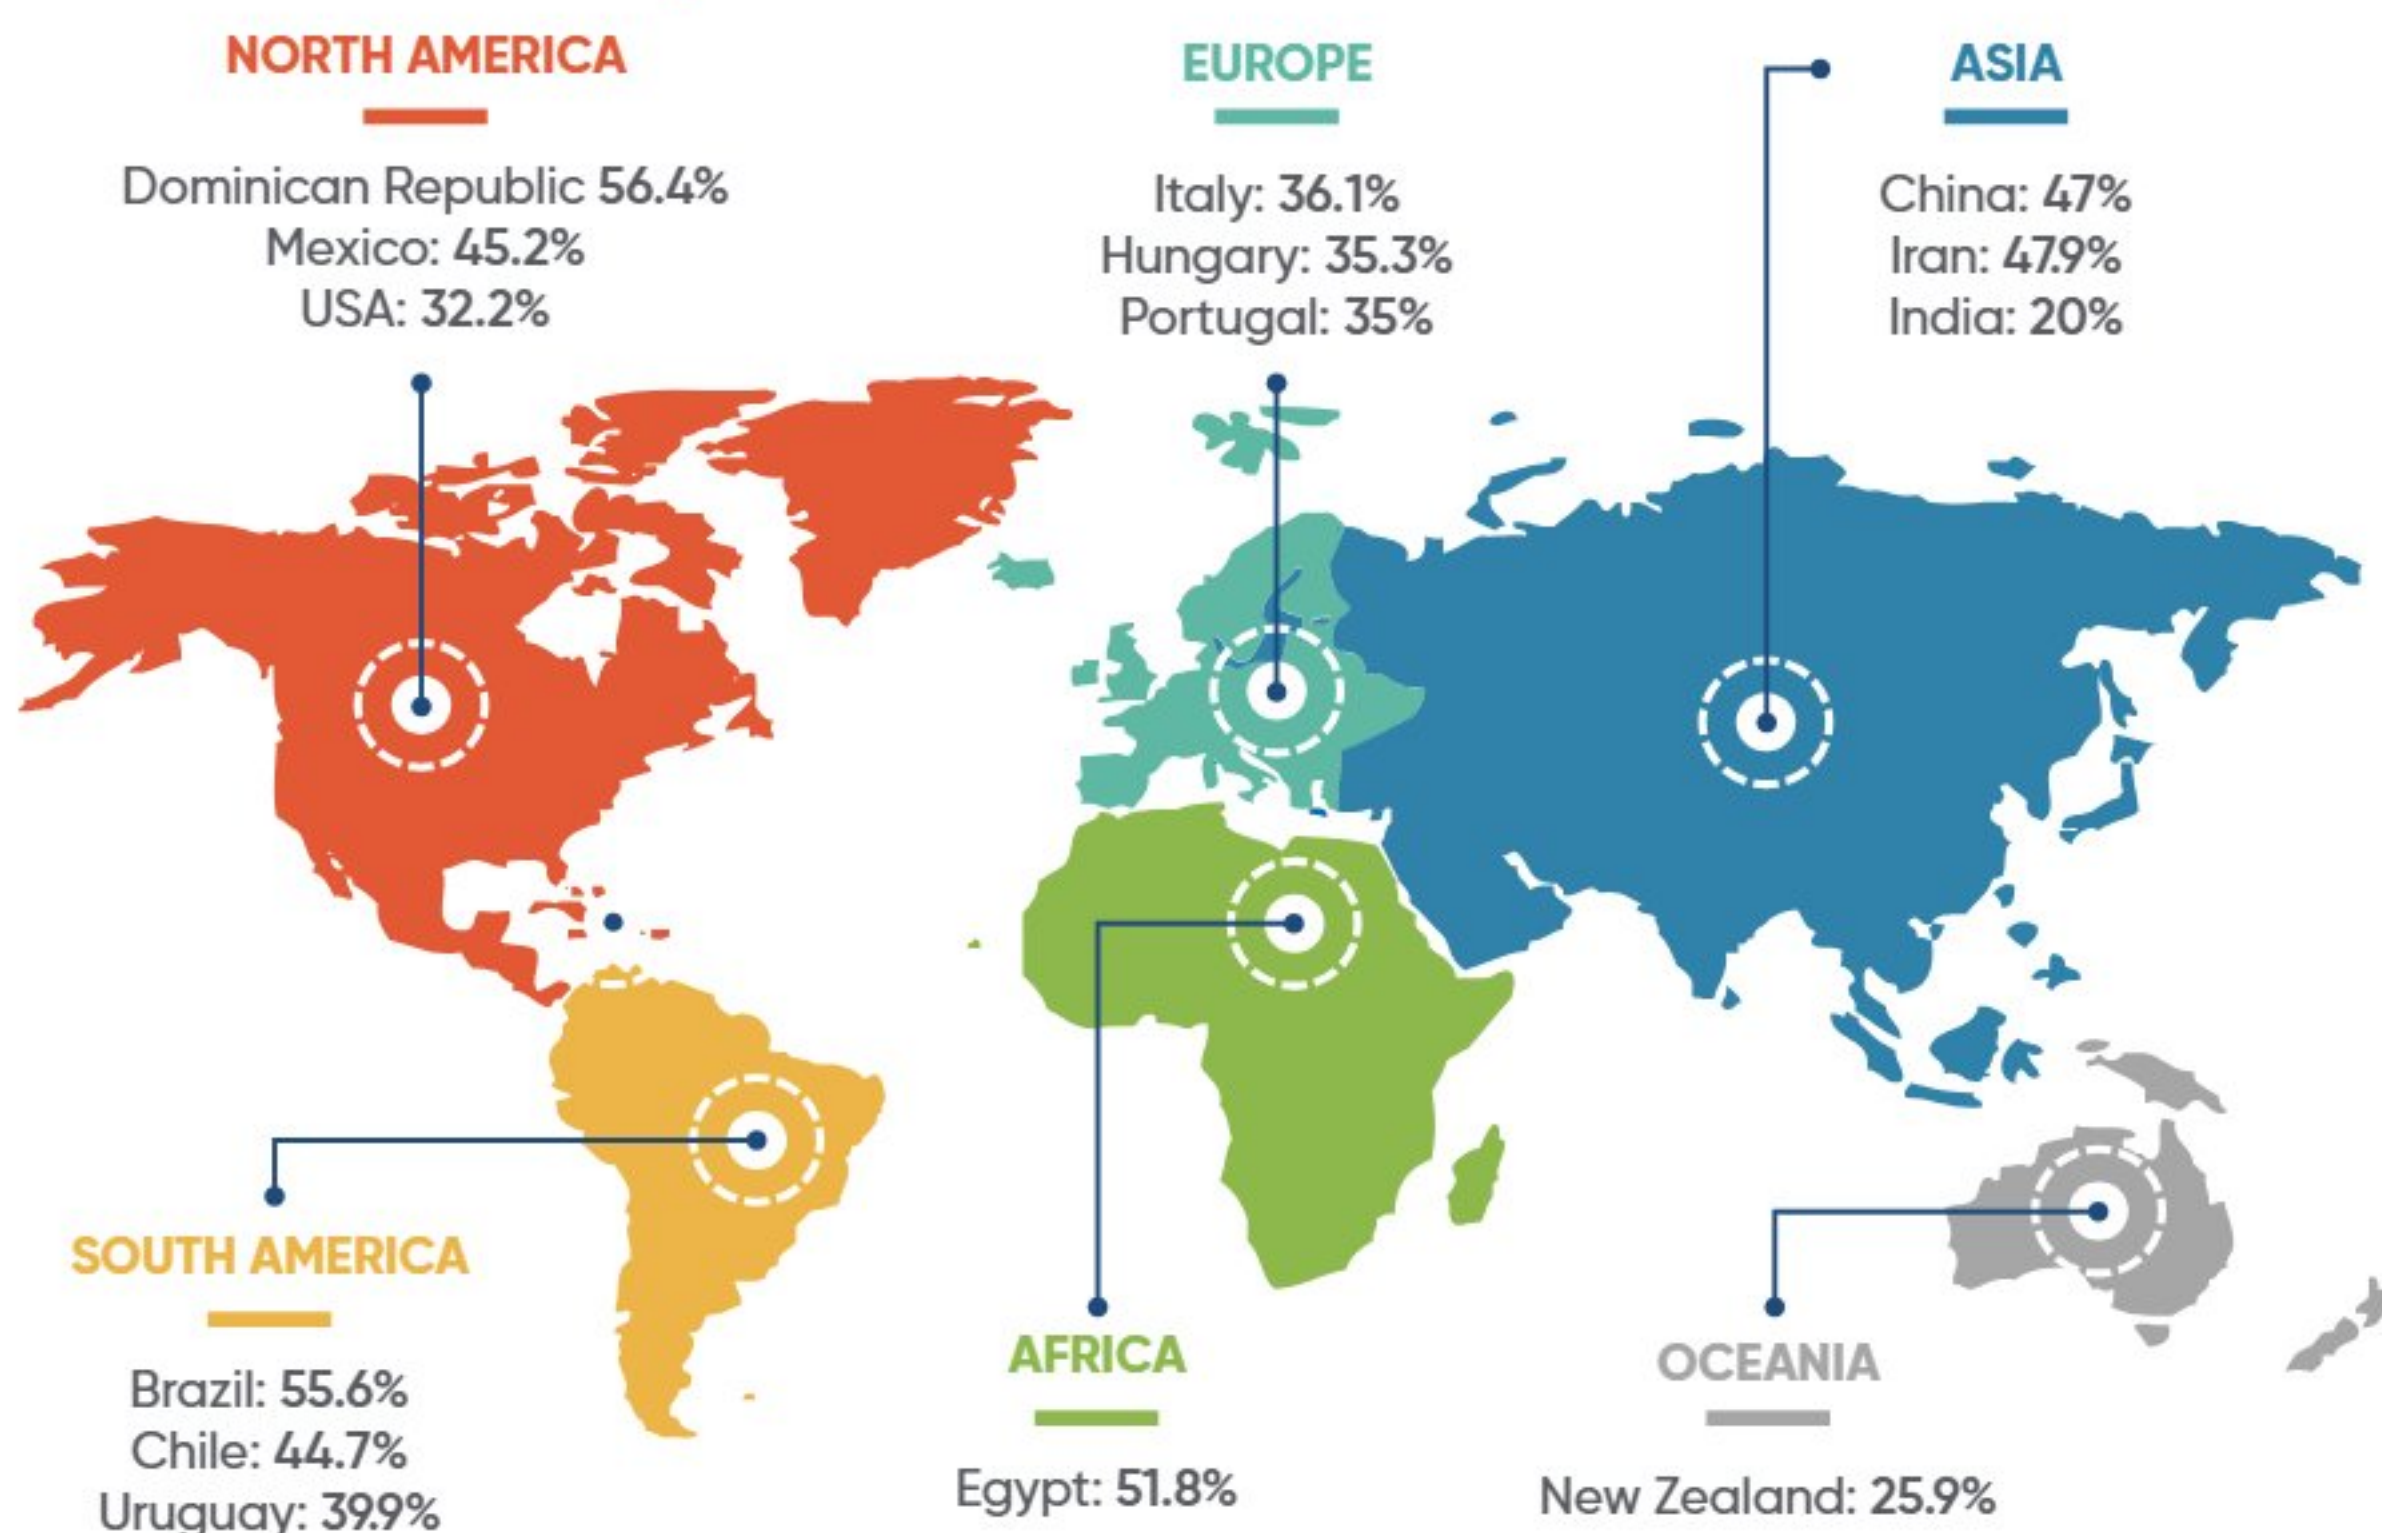 NORTH AMERICA
Dominican Republic 56.4%
Mexico: 45.2%
USA: 32.2%
EUROPE
Italy: 36.1%
Hungary: 35.3%
Portugal: 35%
ASIA
China: 47%
Iran: 47.9%
India: 20%
SOUTH AMERICA
Brazil: 55.6%
Chile: 44.7%
Uruguay: 39.9%
AFRICA
Egypt: 51.8%
OCEANIA
New Zealand: 25.9%